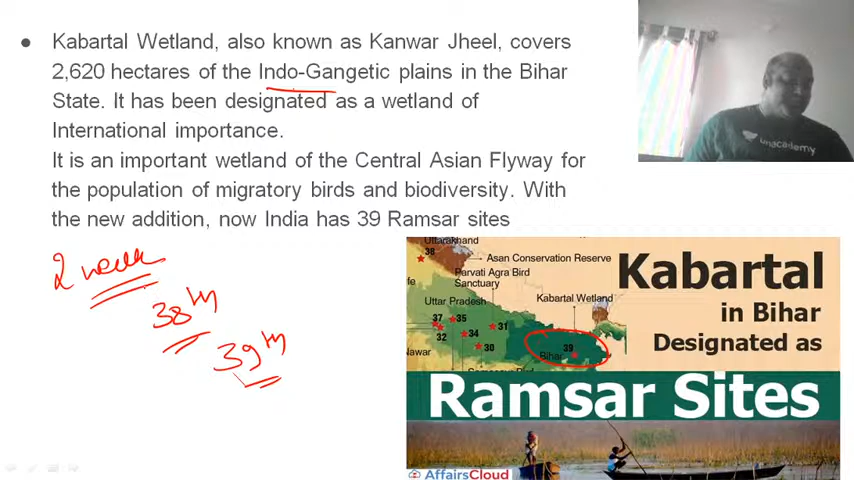 Kabartal Wetland, also known as Kanwar Jheel, covers
2,620 hectares of the Indo-Gangetic plains in the Bihar
State. It has been designated as a wetland of
International importance.
It is an important wetland of the Central Asian Flyway for
the population of migratory birds and biodiversity. With
the new addition, now India has 39 Ramsar sites
unacademy
2 week
38th
39th
Uttarakhand
38
Asan Conservation Reserve
Parvati Agra Bird
Sanctuary
Uttar Pradesh
Kabartal Wetland
37
35
31
32
34
30
39
Bihar
Nawar
Kabartal
in Bihar
Designated as
Ramsar Sites
AffairsCloud